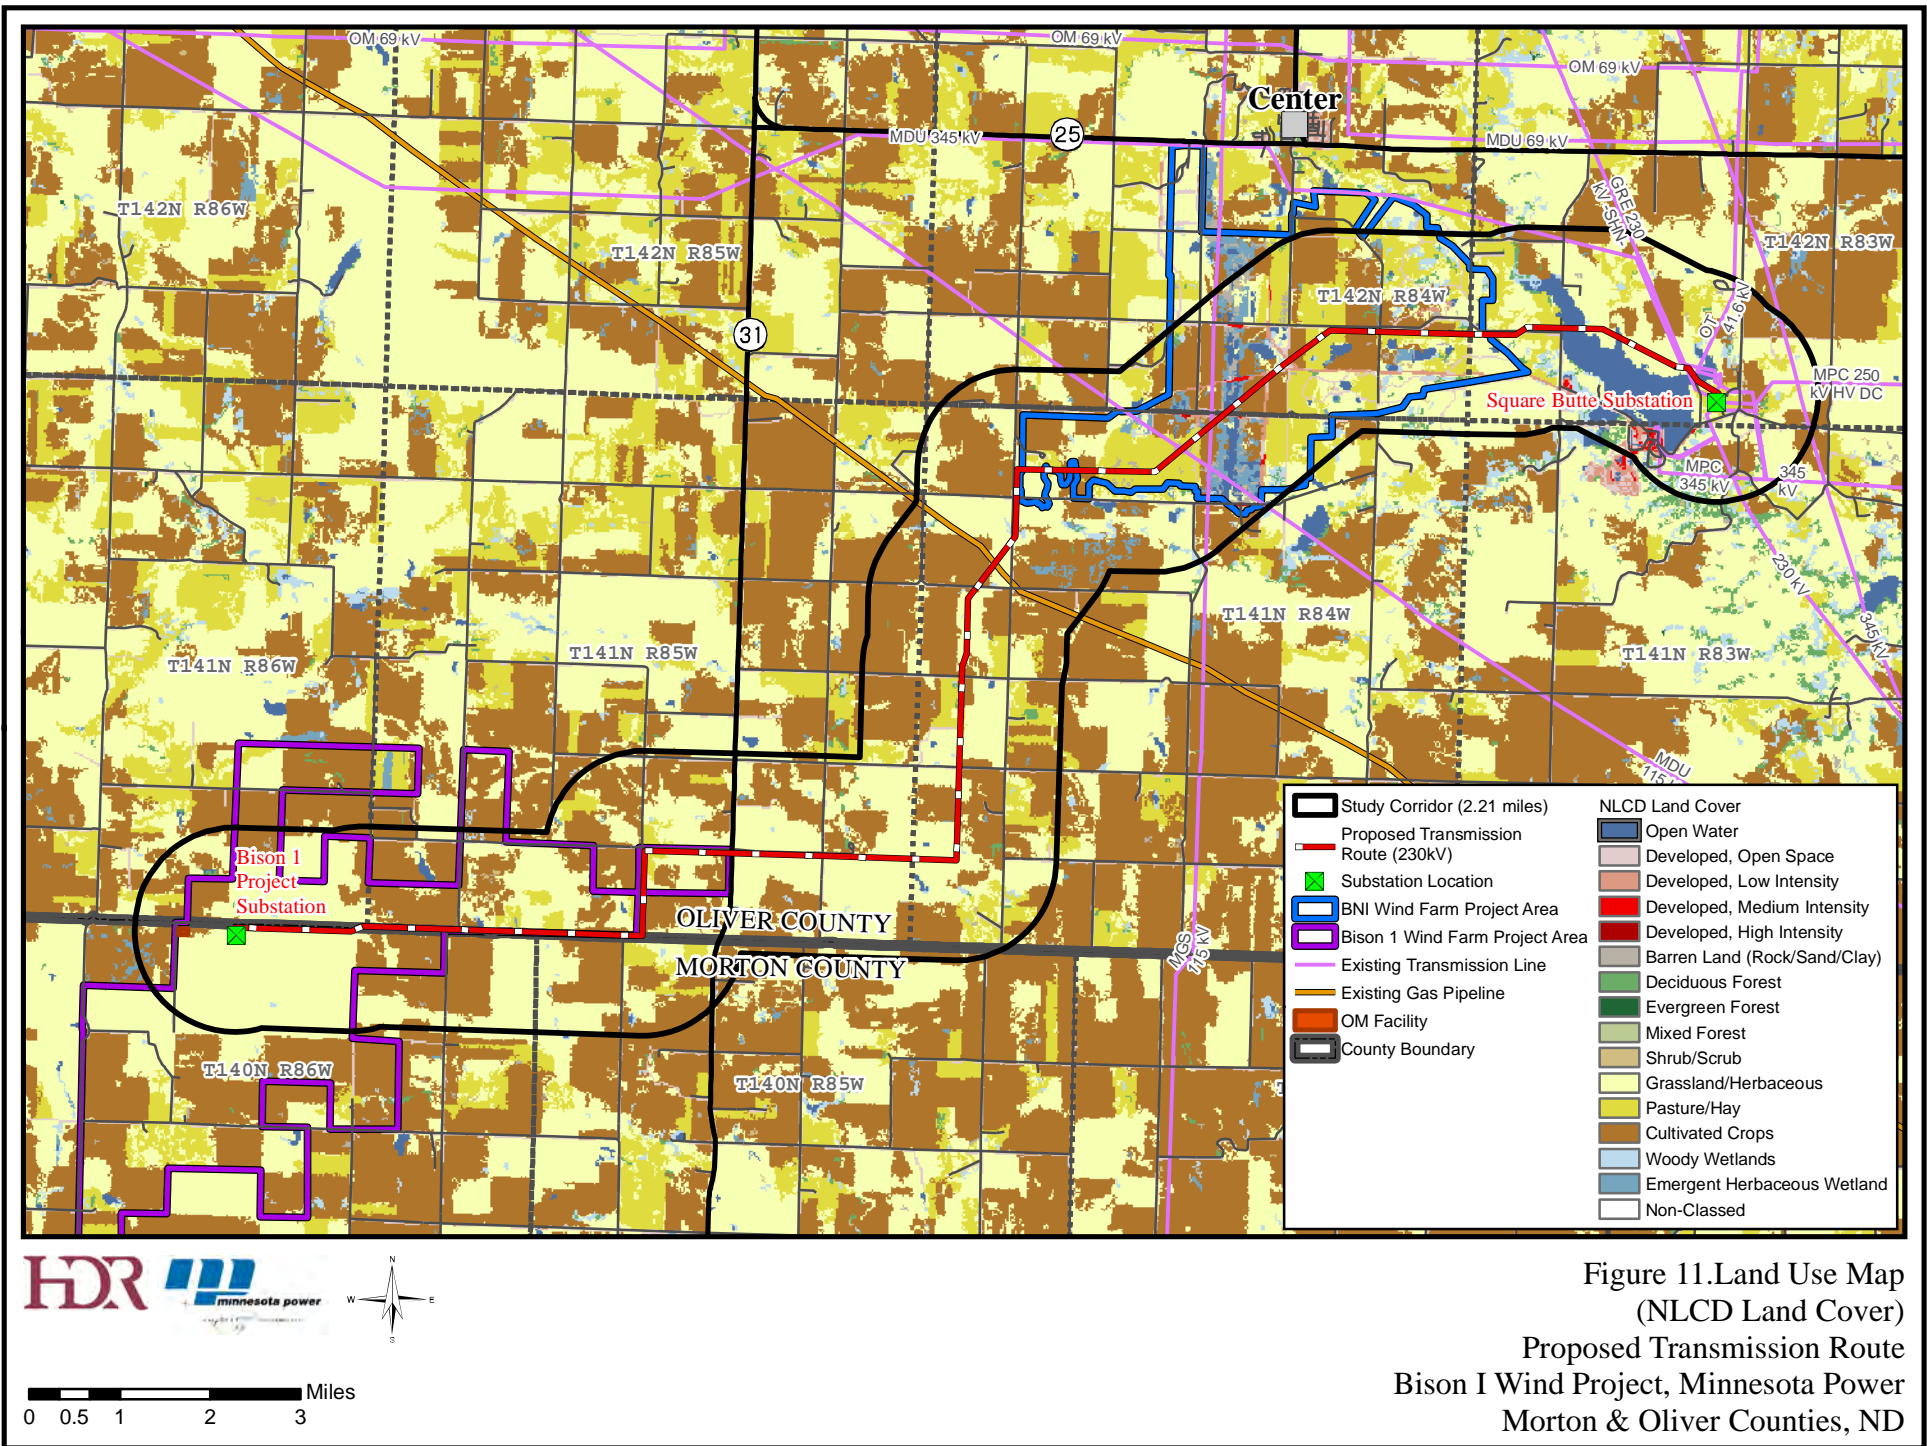 OM 69 kV
OM 69 kV
OM 69 kV
Center
MDU 345 kV
25
MDU 69 kV
GRE 230
kV -SHN-
T142N R86W
T142N R85W
T142N R84W
T142N R83W
31
OT
41.6 kV
MPC 250
kV HV DC
Square Butte Substation
MPC
345 kV
345
kV
230 kV
345 kV
T141N R86W
T141N R85W
T141N R84W
T141N R83W
MDU
Bison 1
Project
Substation
OLIVER COUNTY
MORTON COUNTY
MGS
115 kV
T140N R86W
T140N R85W
Study Corridor (2.21 miles)
Proposed Transmission
Route (230kV)
Substation Location
BNI Wind Farm Project Area
Bison 1 Wind Farm Project Area
Existing Transmission Line
Existing Gas Pipeline
OM Facility
County Boundary
NLCD Land Cover
Open Water
Developed, Open Space
Developed, Low Intensity
Developed, Medium Intensity
Developed, High Intensity
Barren Land (Rock/Sand/Clay)
Deciduous Forest
Evergreen Forest
Mixed Forest
Shrub/Scrub
Grassland/Herbaceous
Pasture/Hay
Cultivated Crops
Woody Wetlands
Emergent Herbaceous Wetland
Non-Classed
HDR
minnesota power
N
W E
S
Miles
0 0.5 1 2 3
Figure 11.Land Use Map
(NLCD Land Cover)
Proposed Transmission Route
Bison I Wind Project, Minnesota Power
Morton & Oliver Counties, ND